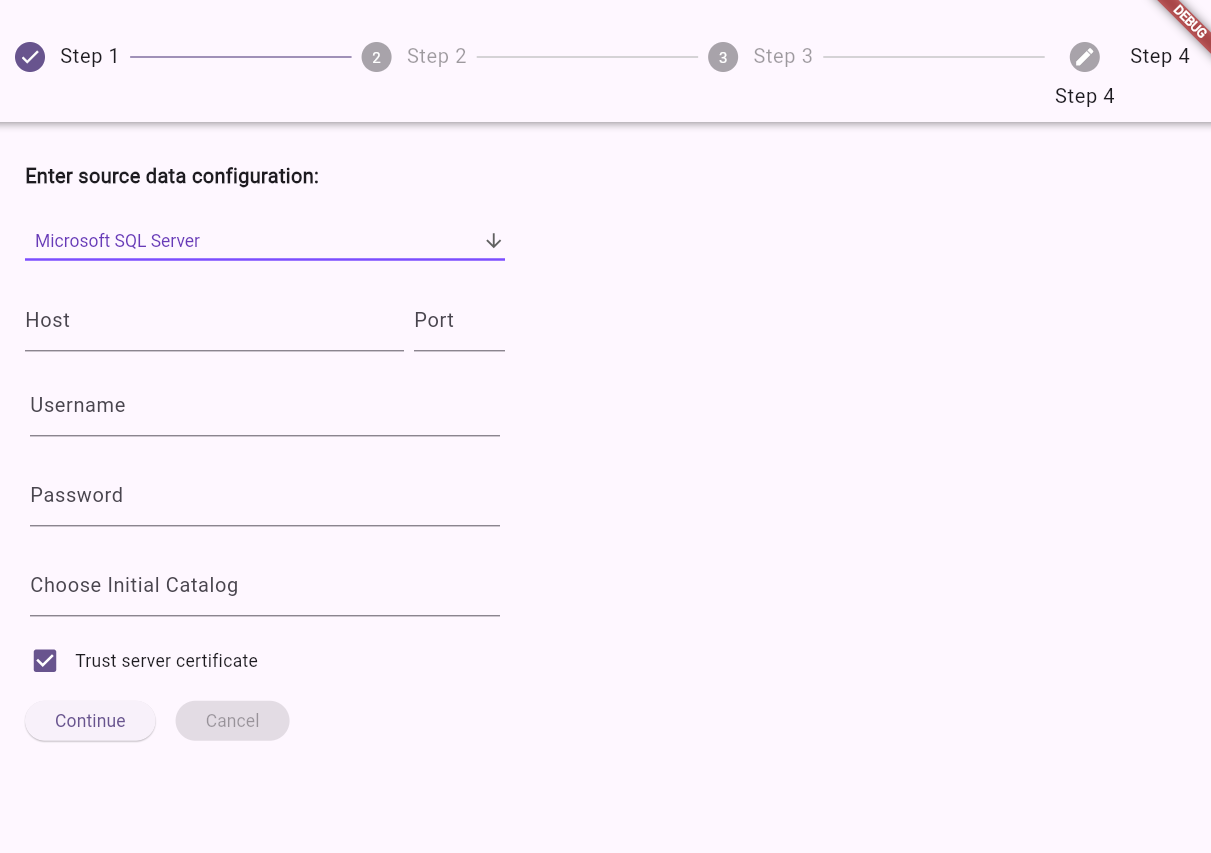 DEBUG
Step 1
2 Step 2
3 Step 3
Step 4
Step 4
Enter source data configuration:
Microsoft SQL Server
Host Port
Username
Password
Choose Initial Catalog
Trust server certificate
Continue Cancel